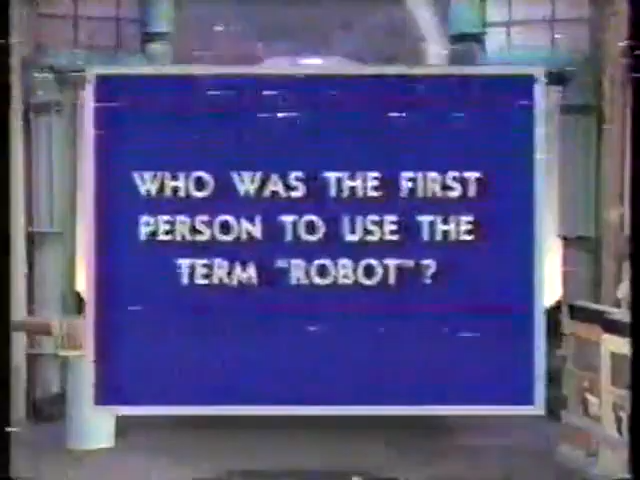 WHO WAS THE FIRST
PERSON TO USE THE
TERM "ROBOT"?